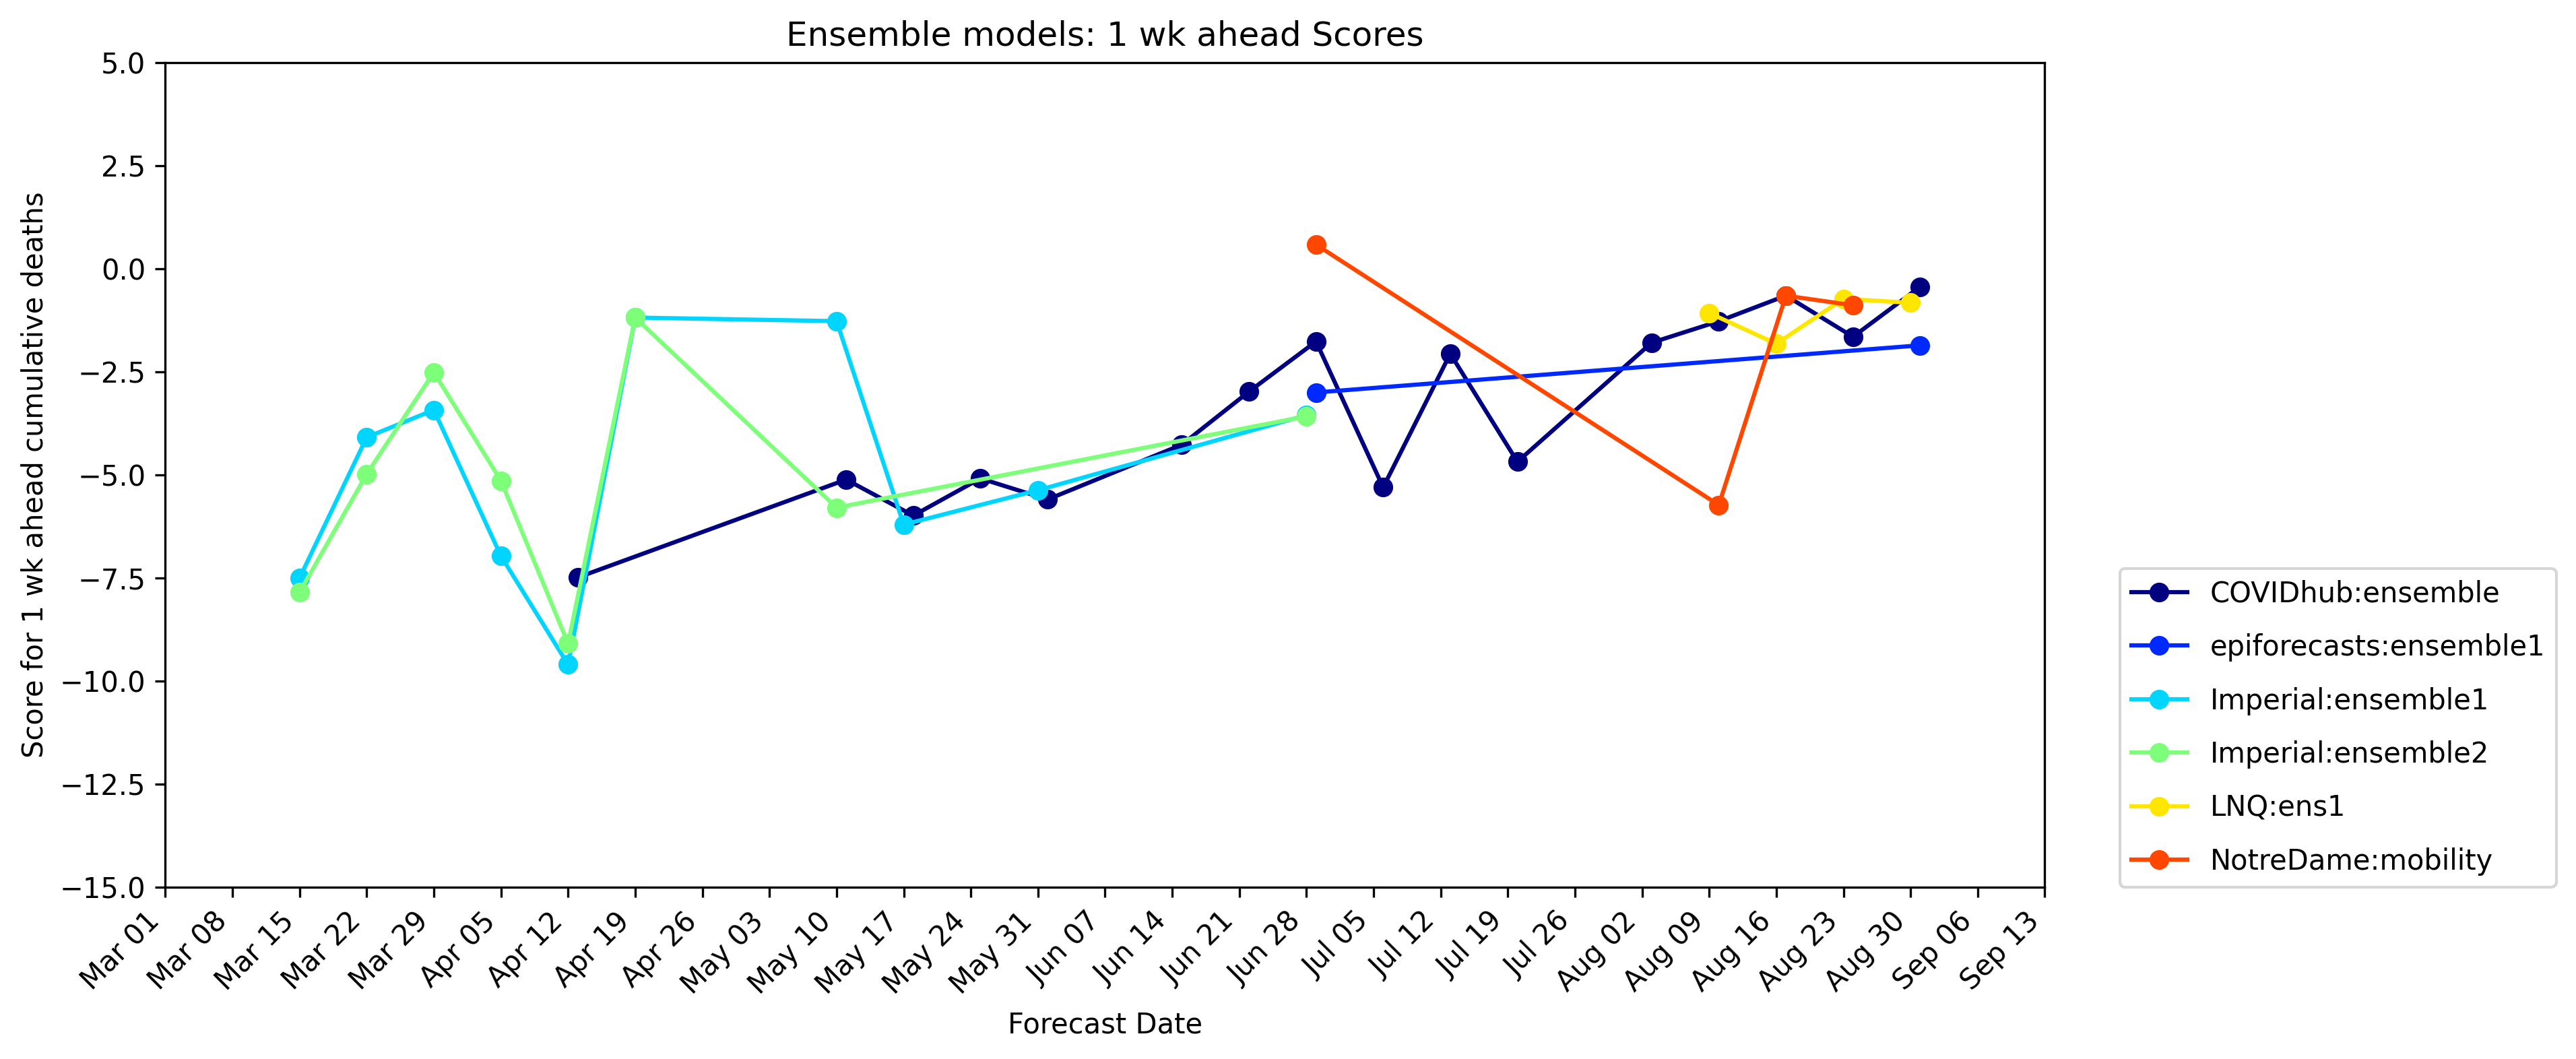 Ensemble models: 1 wk ahead Scores
Score for 1 wk ahead cumulative deaths
5.0
2.5
0.0
−2.5
−5.0
−7.5
−10.0
−12.5
−15.0
Mar 01
Mar 08
Mar 15
Mar 22
Mar 29
Apr 05
Apr 12
Apr 19
Apr 26
May 03
May 10
May 17
May 24
May 31
Jun 07
Jun 14
Jun 21
Jun 28
Jul 05
Jul 12
Jul 19
Jul 26
Aug 02
Aug 09
Aug 16
Aug 23
Aug 30
Sep 06
Sep 13
Forecast Date
COVIDhub:ensemble
epiforecasts:ensemble1
Imperial:ensemble1
Imperial:ensemble2
LNQ:ens1
NotreDame:mobility